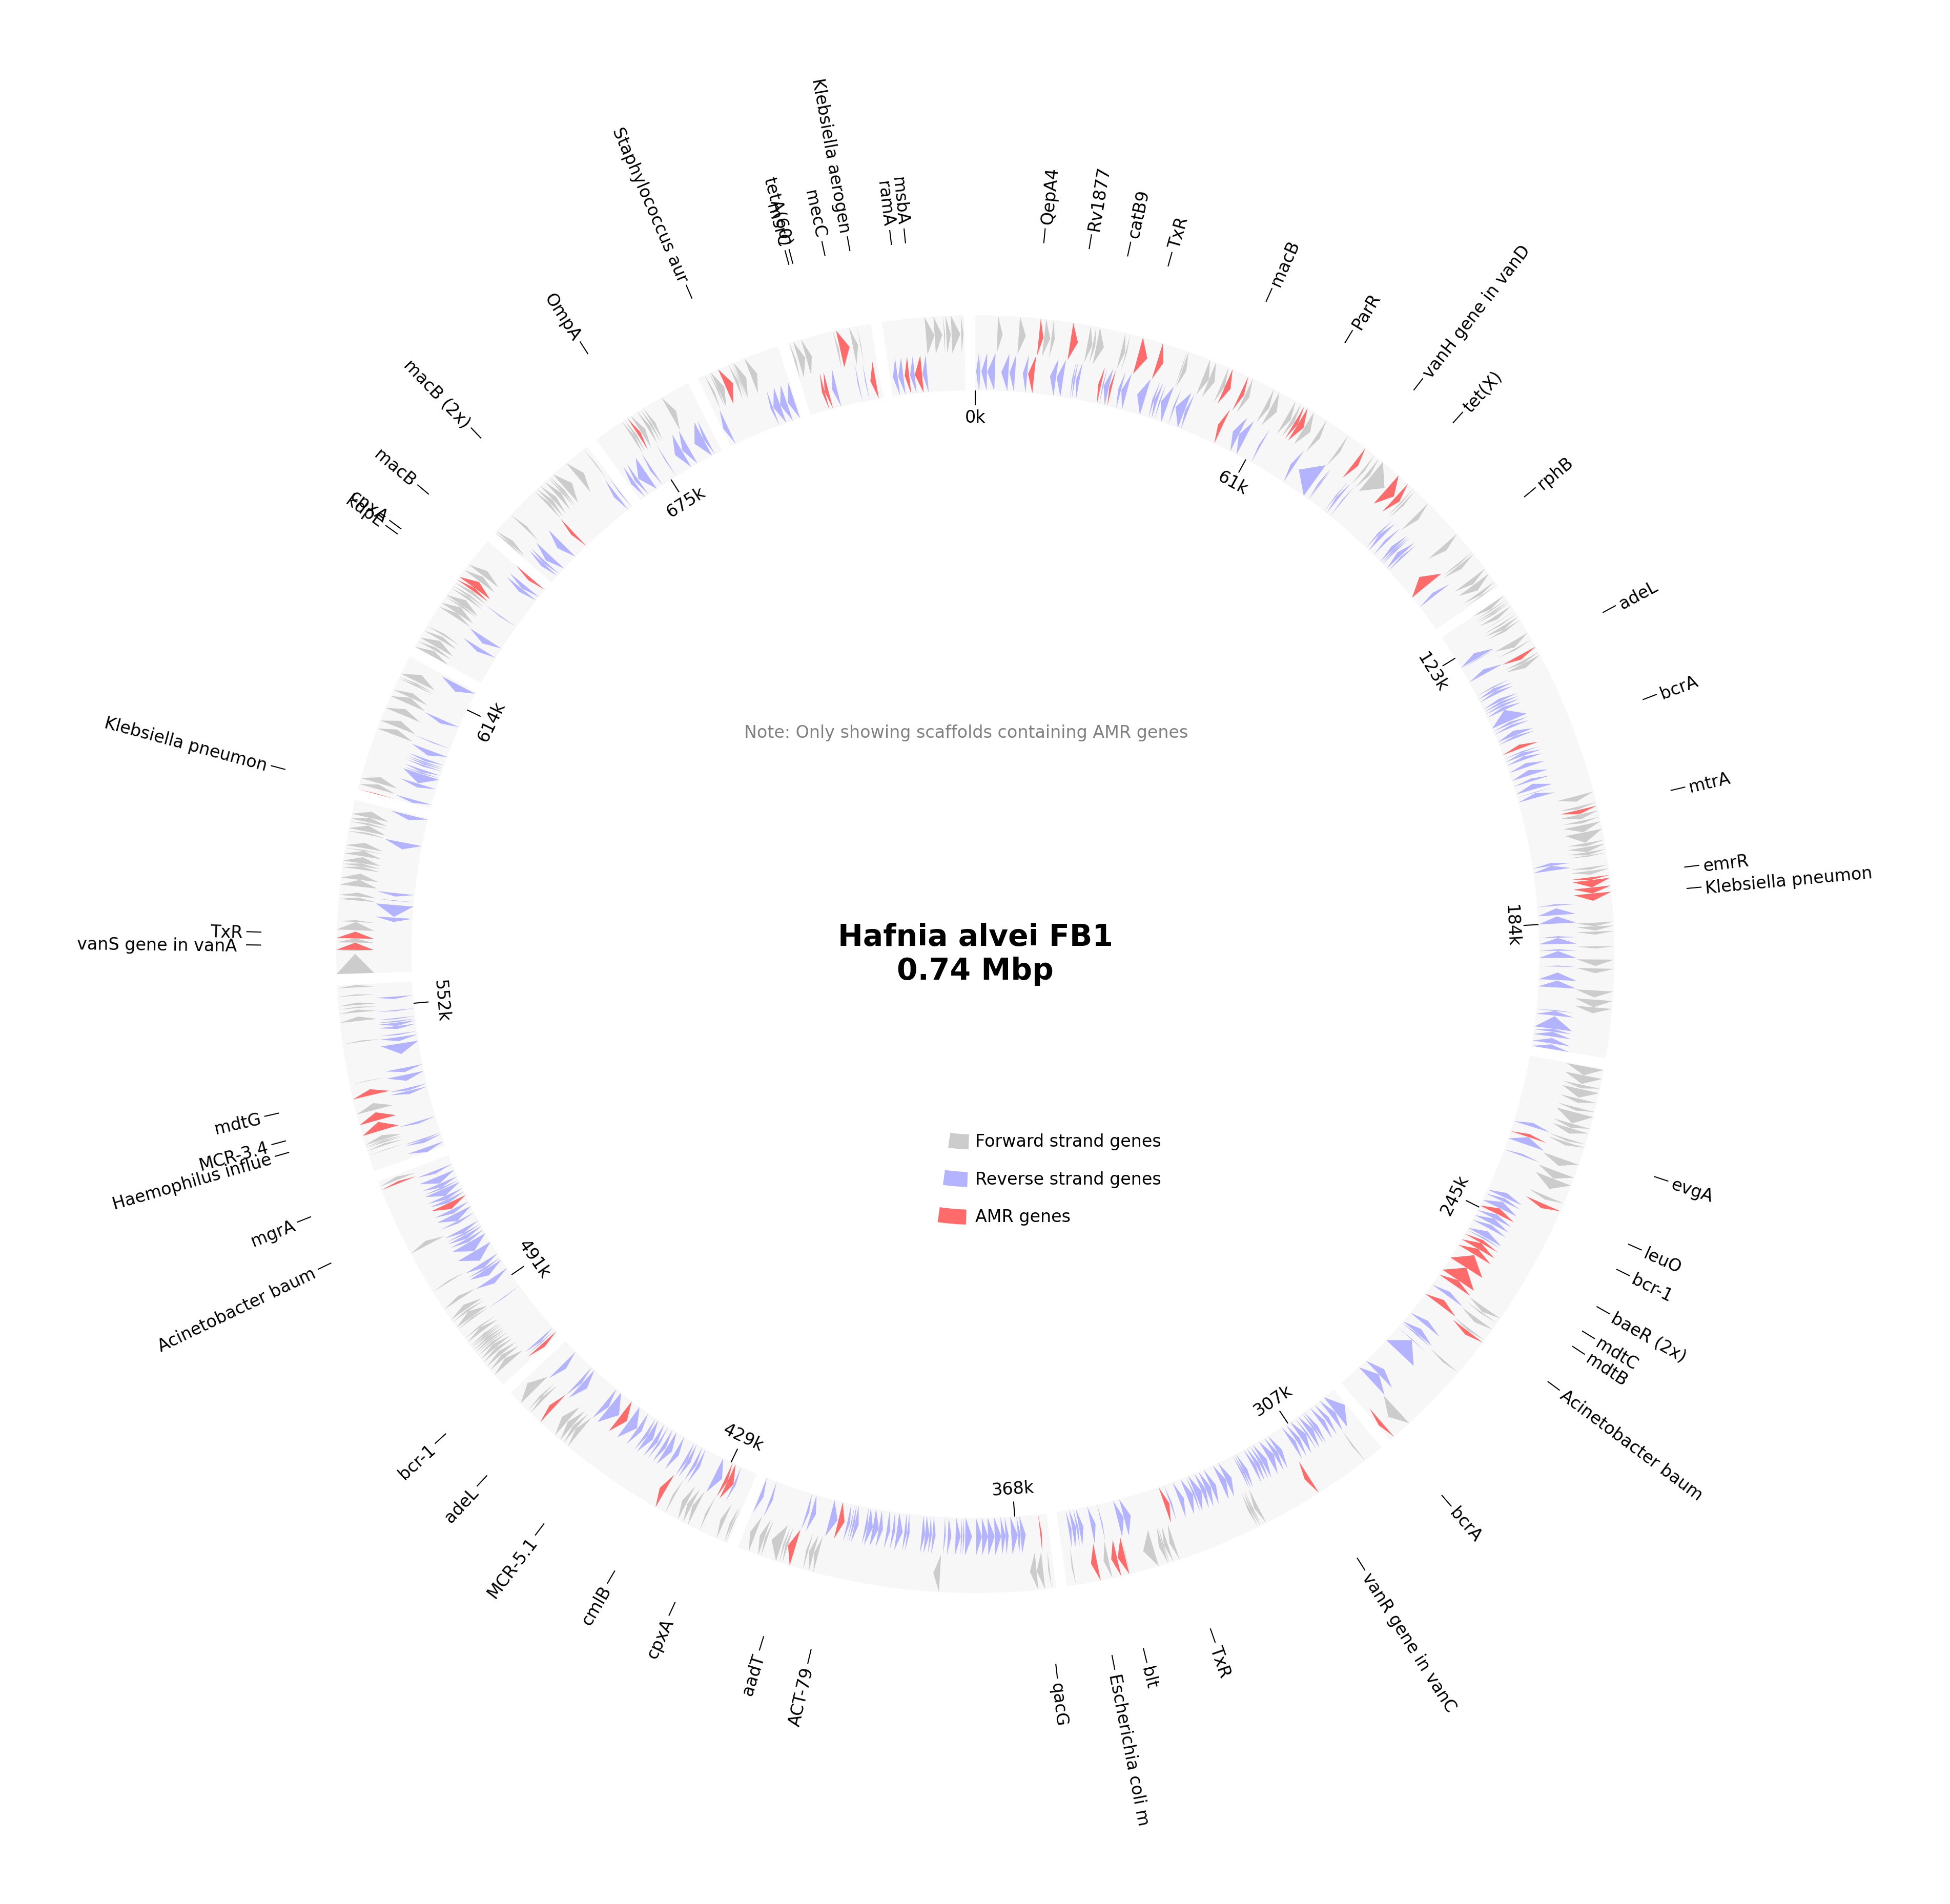 Hafnia alvei FB1
0.74 Mbp
Note: Only showing scaffolds containing AMR genes
Forward strand genes
Reverse strand genes
AMR genes
0k
61k
123k
184k
245k
307k
368k
429k
491k
552k
614k
675k
QepA4
Rv1877
catB9
TxR
macB
ParR
vanH gene in vanD
tet(X)
rphB
adeL
bcrA
mtrA
emrR
Klebsiella pneumon
evgA
leuO
bcr-1
baeR (2x)
mdtC
mdtB
Acinetobacter baum
bcrA
vanR gene in vanC
TxR
blt
Escherichia coli m
qacG
ACT-79
aadT
cpxA
cmlB
MCR-5.1
adeL
bcr-1
Acinetobacter baum
mgrA
Haemophilus influe
MCR-3.4
mdtG
vanS gene in vanA
TxR
Klebsiella pneumon
kdpE
cpxA
macB
macB (2x)
OmpA
Staphylococcus aur
tetA(60)
mecC
Klebsiella aerogen
ramA
msbA